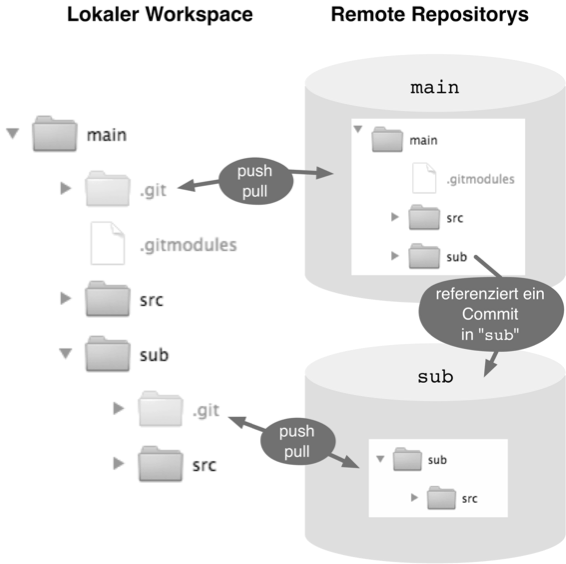 Lokaler Workspace
Remote Repositorys
main
.git
.gitmodules
src
sub
.git
src
push
pull
push
pull
main
main
.gitmodules
src
sub
referenziert ein
Commit
in "sub"
sub
sub
src